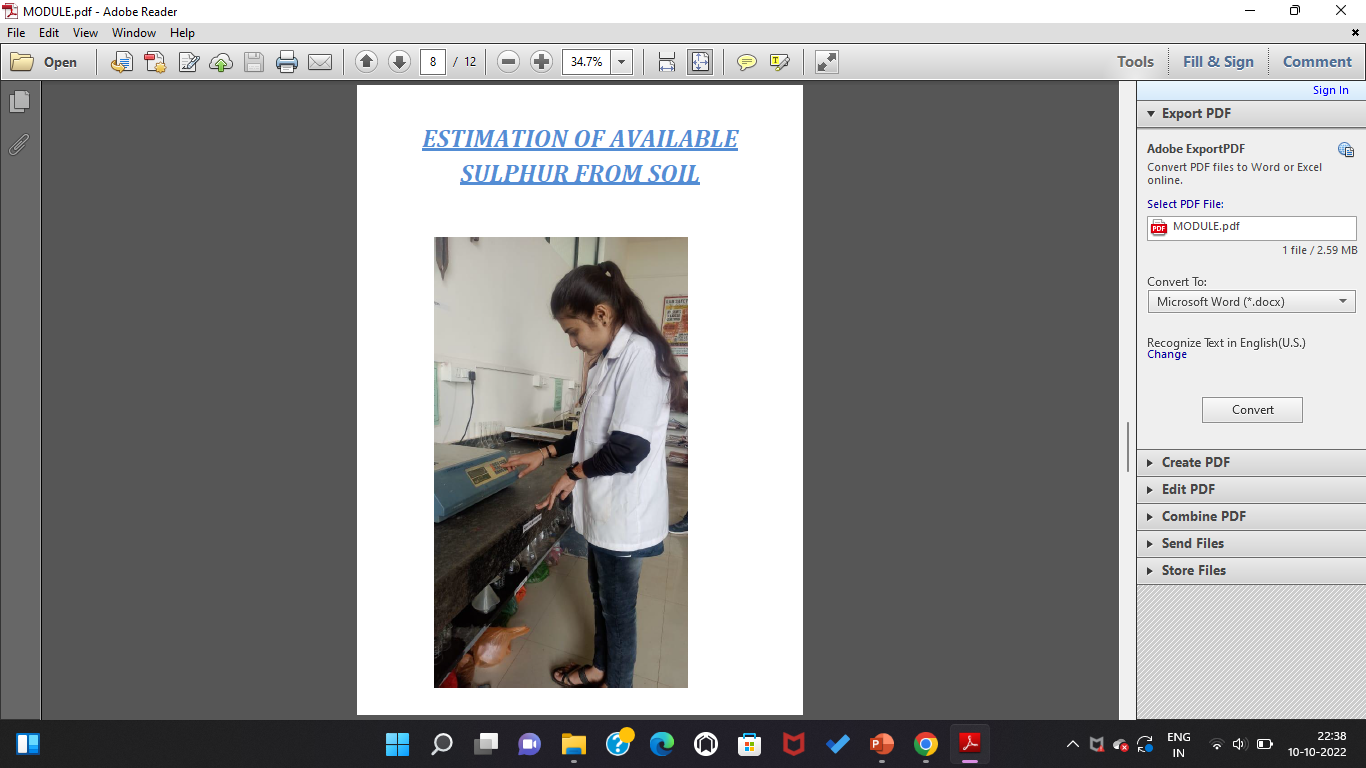 MODULE.pdf - Adobe Reader
File Edit View Window Help
Open
8 / 12
34.7%
Tools Fill & Sign Comment
Sign In
Export PDF
Adobe ExportPDF
Convert PDF files to Word or Excel
online.
Select PDF File:
PDF MODULE.pdf
1 file / 2.59 MB
Convert To:
Microsoft Word (*.docx)
Recognize Text in English(U.S.)
Change
Convert
Create PDF
Edit PDF
Combine PDF
Send Files
Store Files
ESTIMATION OF AVAILABLE
SULPHUR FROM SOIL
ENG
IN
22:38
10-10-2022